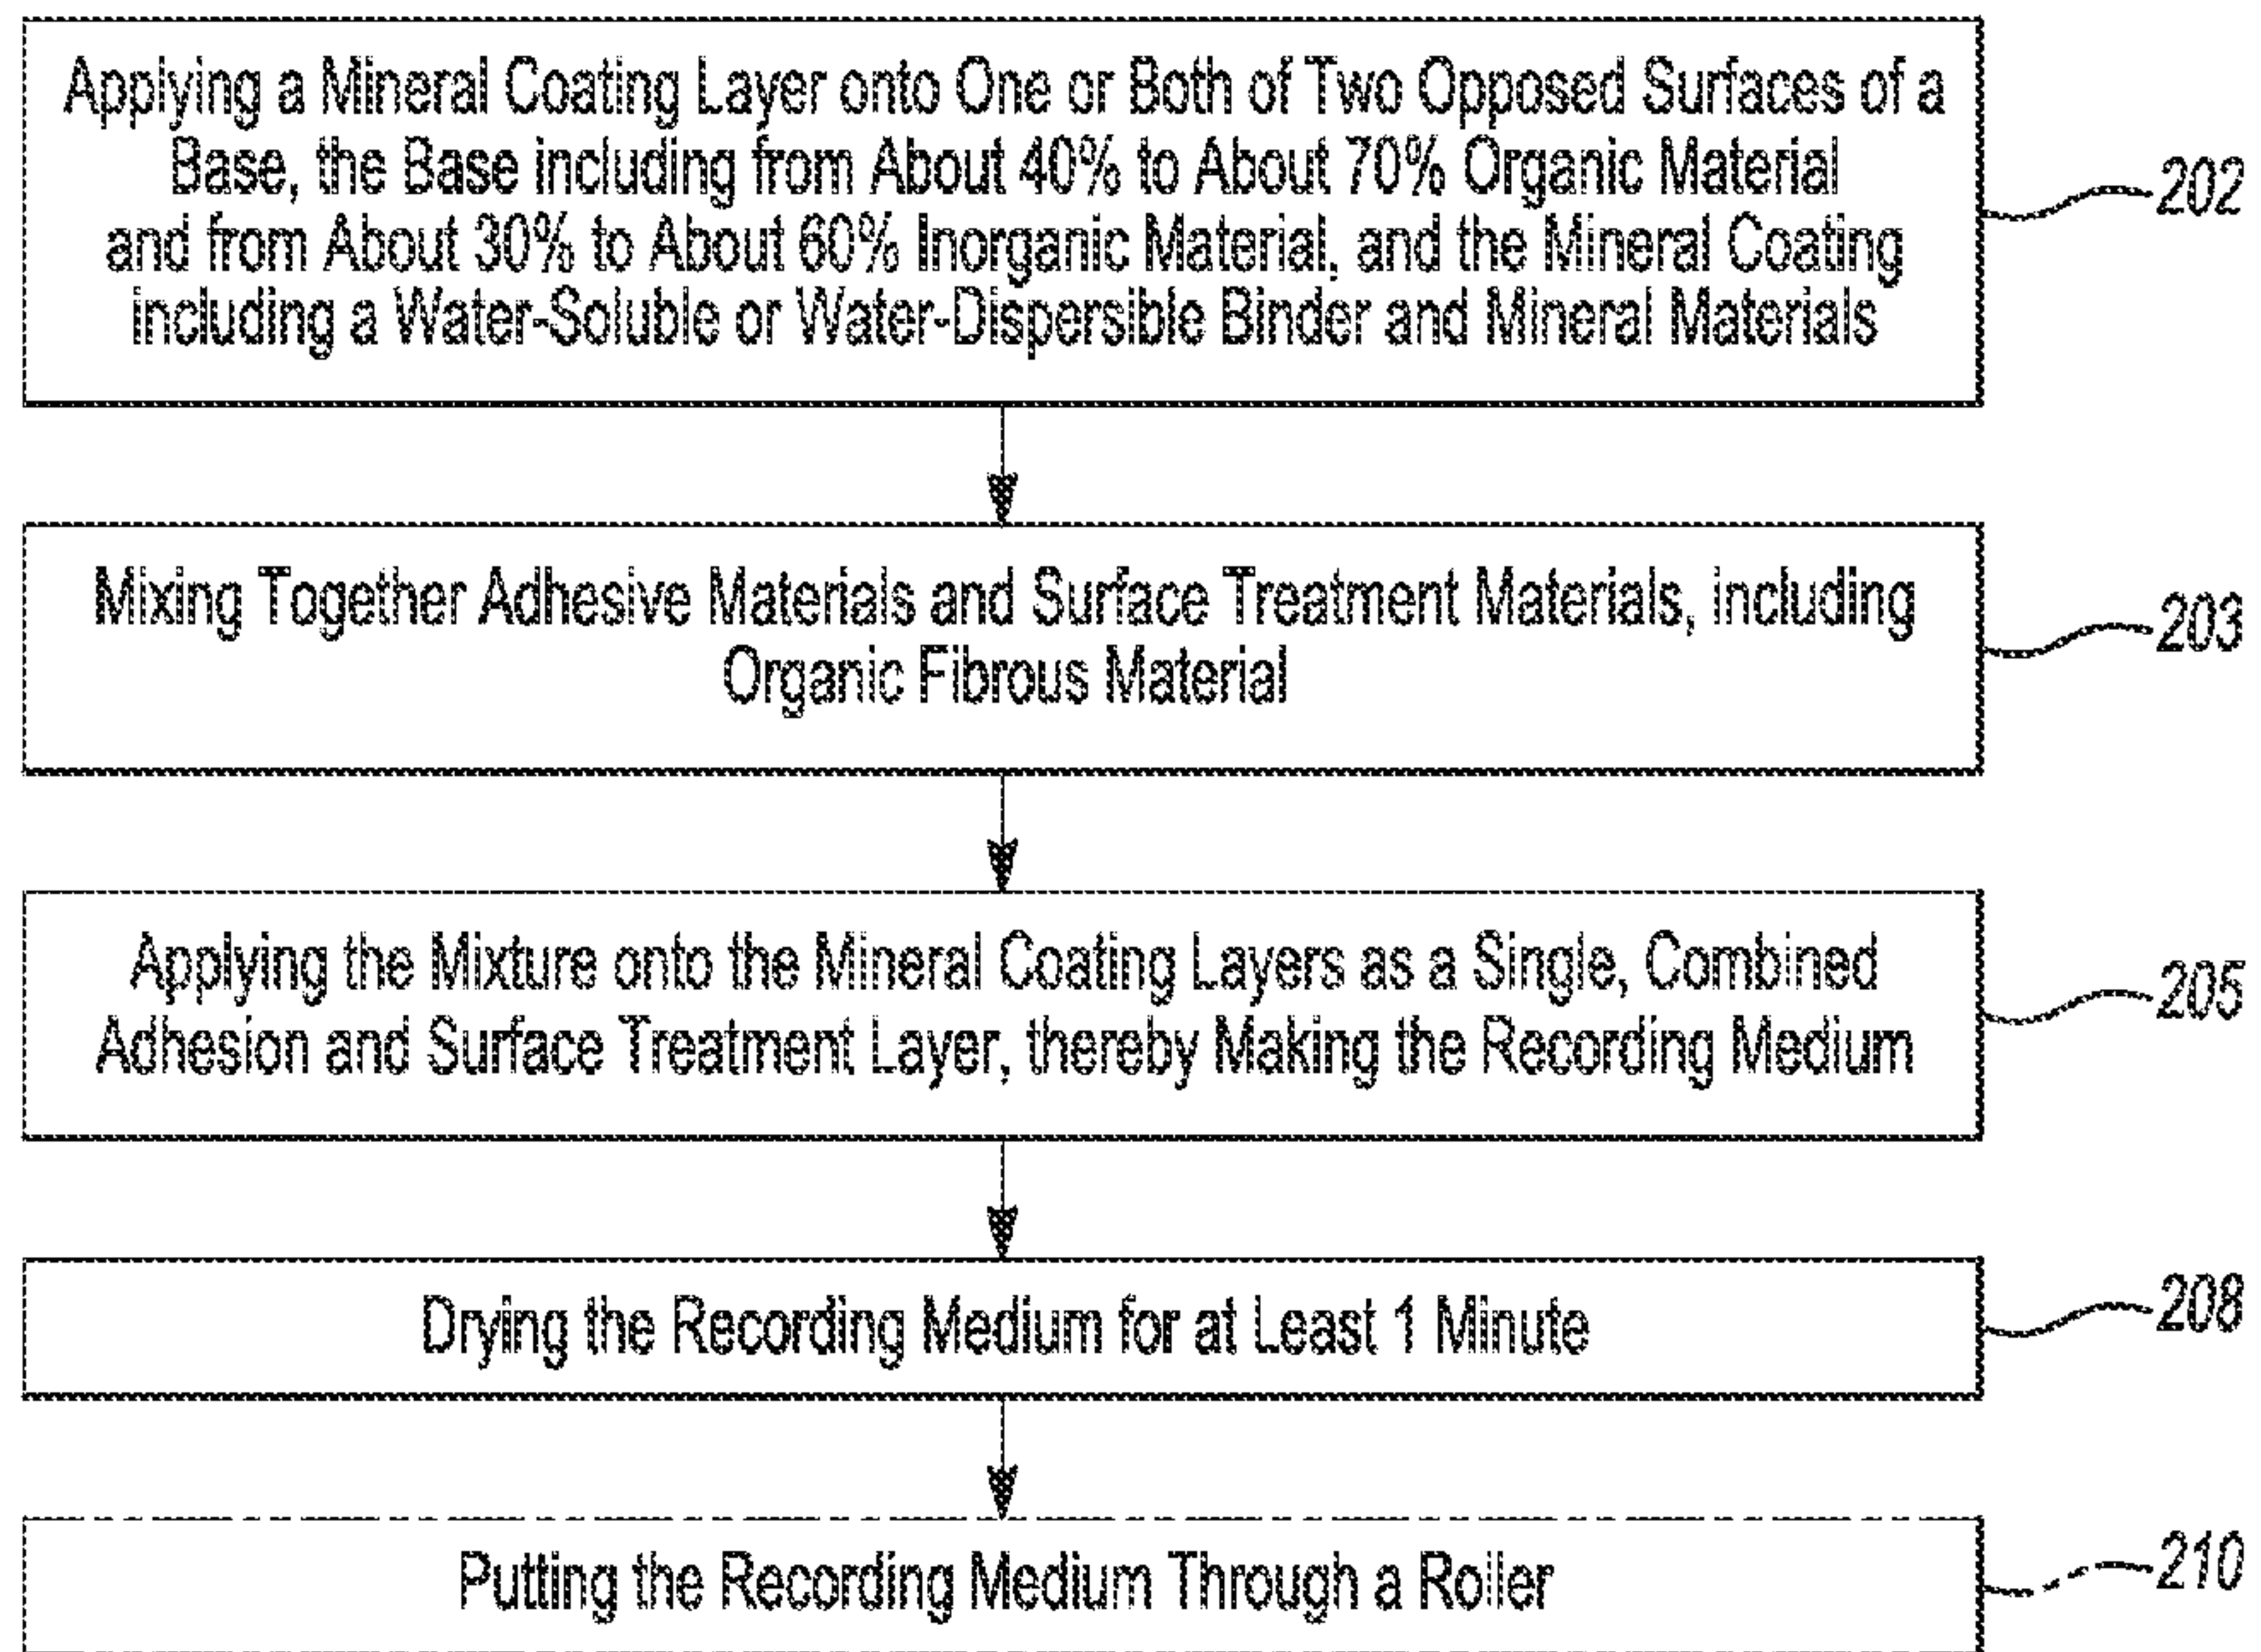 Applying a Mineral Coating Layer onto One or Both of Two Opposed Surfaces of a
Base, the Base including from About 40% to About 70% Organic Material
and from About 30% to About 60% Inorganic Material, and the Mineral Coating
including a Water-Soluble or Water-Dispersible Binder and Mineral Materials
202
Mixing Together Adhesive Materials and Surface Treatment Materials, including
Organic Fibrous Material
203
Applying the Mixture onto the Mineral Coating Layers as a Single, Combined
Adhesion and Surface Treatment Layer, thereby Making the Recording Medium
205
Drying the Recording Medium for at Least 1 Minute
208
Putting the Recording Medium Through a Roller
210